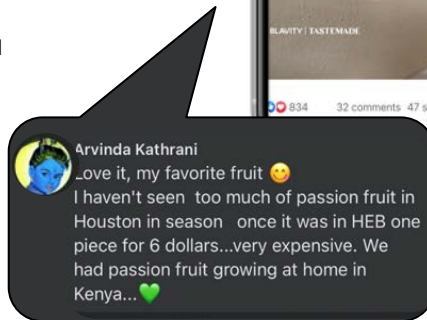 BLAVITY | TASTEMADE
834 32 comments 47 s
Arvinda Kathrani
Love it, my favorite fruit 😋
I haven't seen too much of passion fruit in
Houston in season once it was in HEB one
piece for 6 dollars...very expensive. We
had passion fruit growing at home in
Kenya...💚